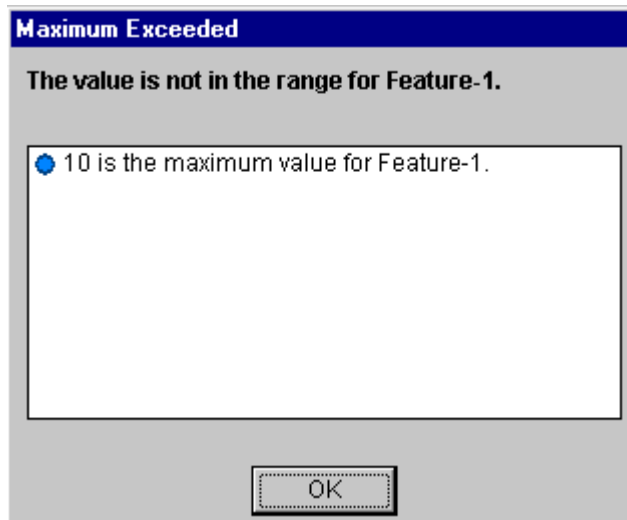 Maximum Exceeded
The value is not in the range for Feature-1.
10 is the maximum value for Feature-1.
OK